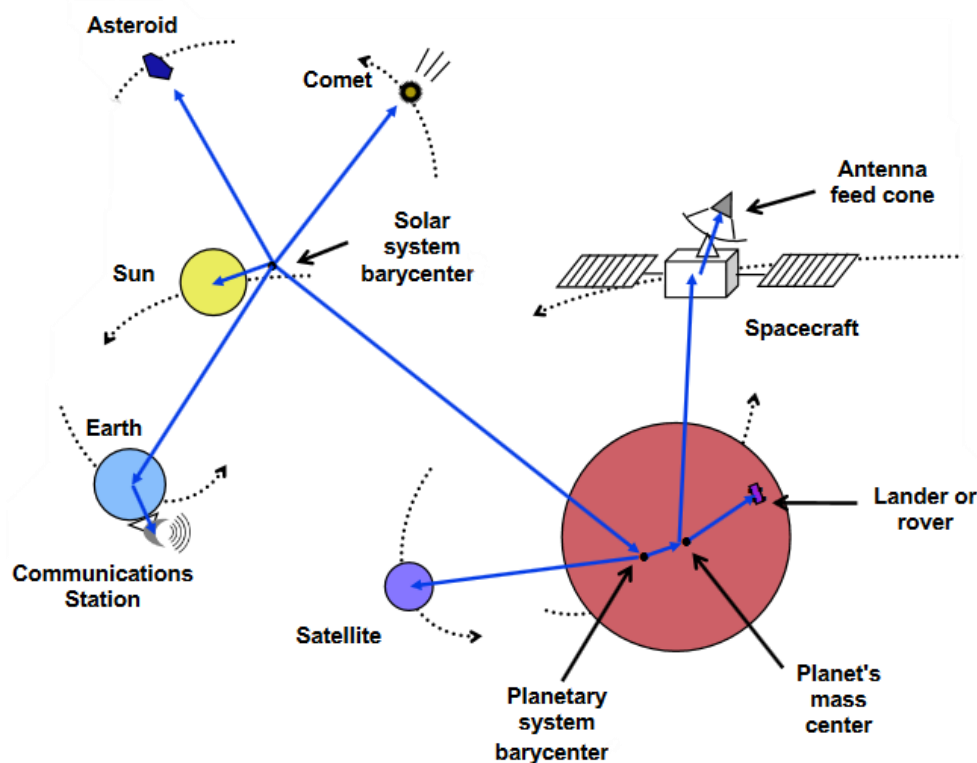 Asteroid
Comet
Antenna
feed cone
Solar
system
barycenter
Sun
Spacecraft
Earth
Lander or
rover
Communications
Station
Satellite
Planetary
system
barycenter
Planet's
mass
center